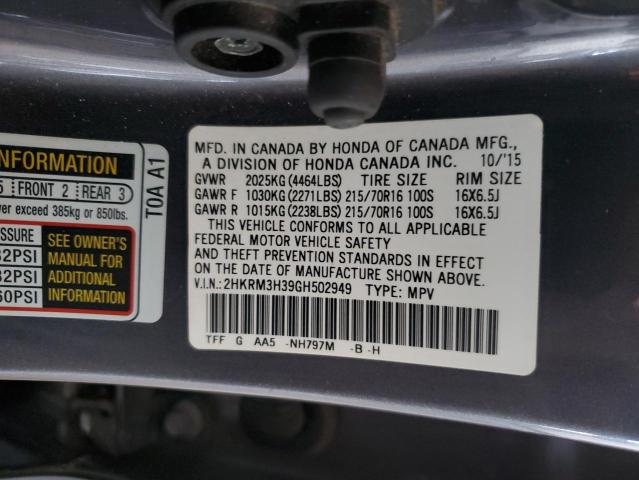 INFORMATION
5 FRONT 2 REAR 3
ver exceed 385kg or 850lbs.
SSURE
32PSI
32PSI
60PSI
SEE OWNER'S
MANUAL FOR
ADDITIONAL
INFORMATION
T0A A1
MFD. IN CANADA BY HONDA OF CANADA MFG.,
A DIVISION OF HONDA CANADA INC. 10/'15
GVWR 2025KG(4464LBS) TIRE SIZE RIM SIZE
GAWR F 1030KG(2271LBS) 215/70R16 100S 16X6.5J
GAWR R 1015KG(2238LBS) 215/70R16 100S 16X6.5J
THIS VEHICLE CONFORMS TO ALL APPLICABLE
FEDERAL MOTOR VEHICLE SAFETY
AND THEFT PREVENTION STANDARDS IN EFFECT
ON THE DATE OF MANUFACTURE SHOWN ABOVE.
V.I.N.: 2HKRM3H39GH502949 TYPE: MPV
TFF G AA5 -NH797M -B -H